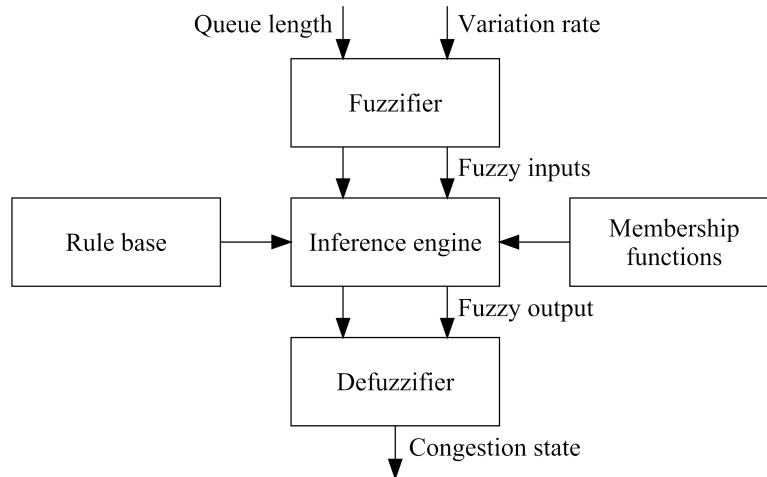 Queue length
Variation rate
Fuzzifier
Fuzzy inputs
Rule base
Inference engine
Membership
functions
Fuzzy output
Defuzzifier
Congestion state